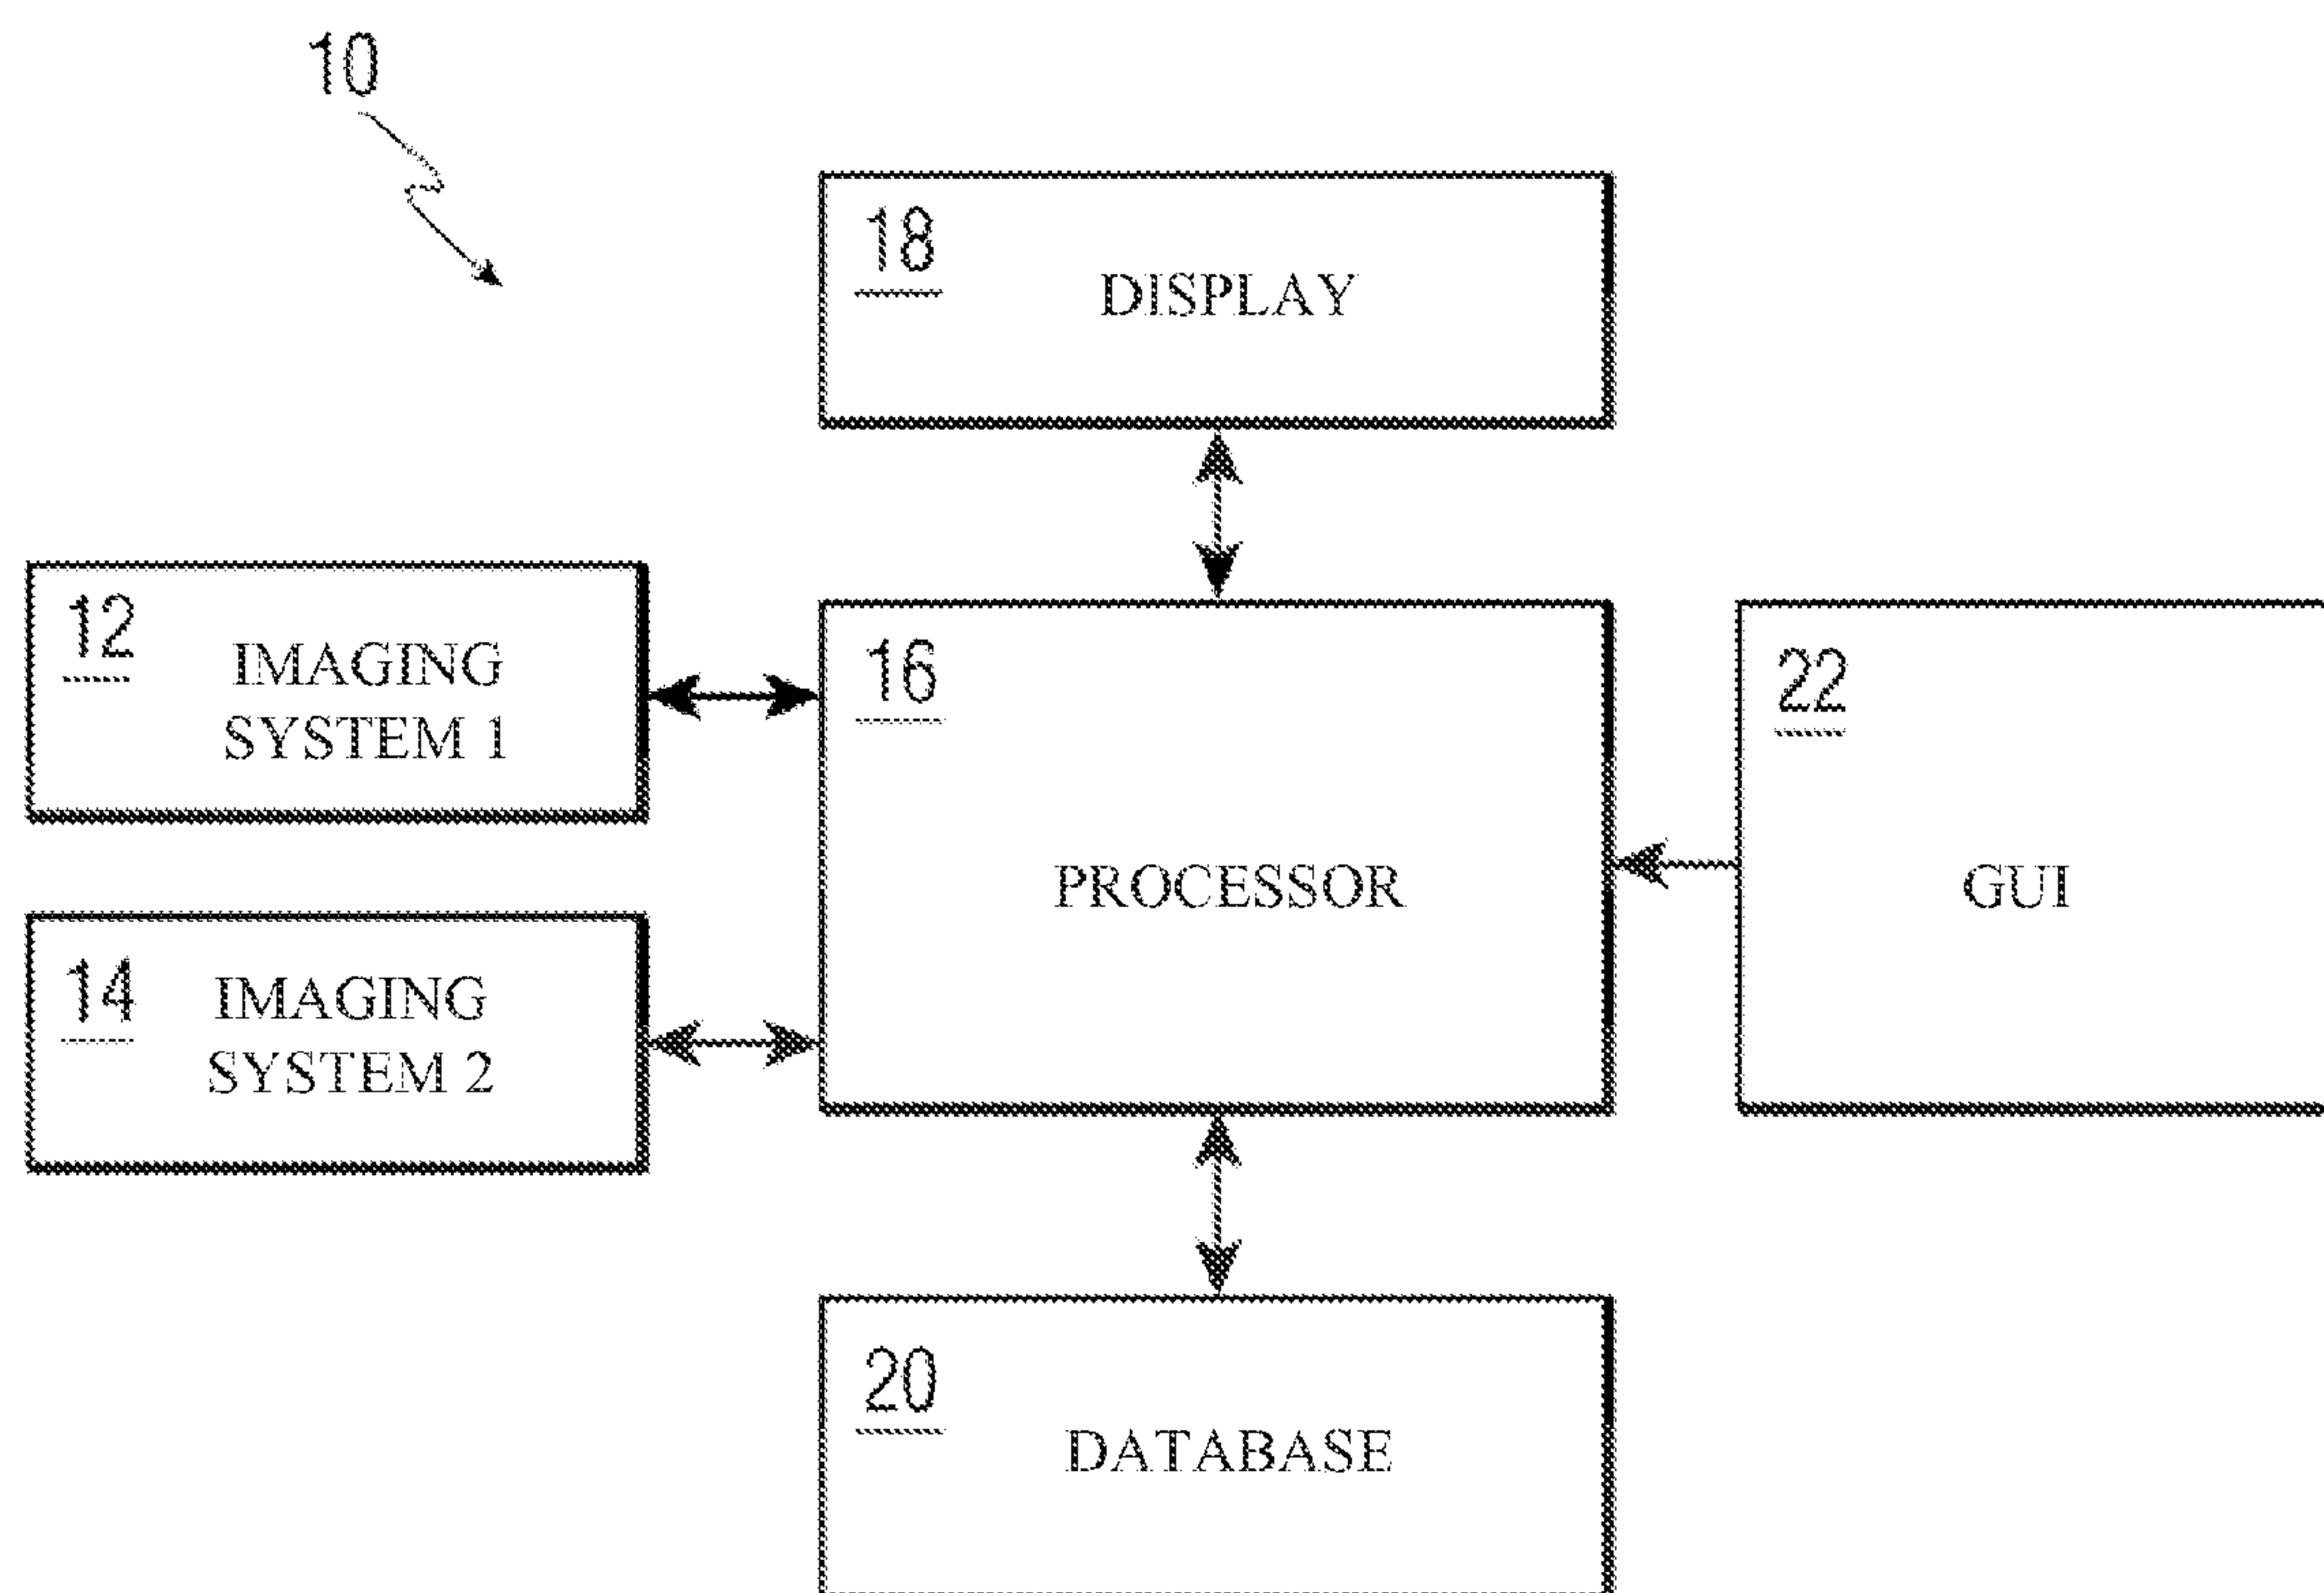 10
18
DISPLAY
12
IMAGING
SYSTEM 1
16
PROCESSOR
22
GUI
14
IMAGING
SYSTEM 2
20
DATABASE